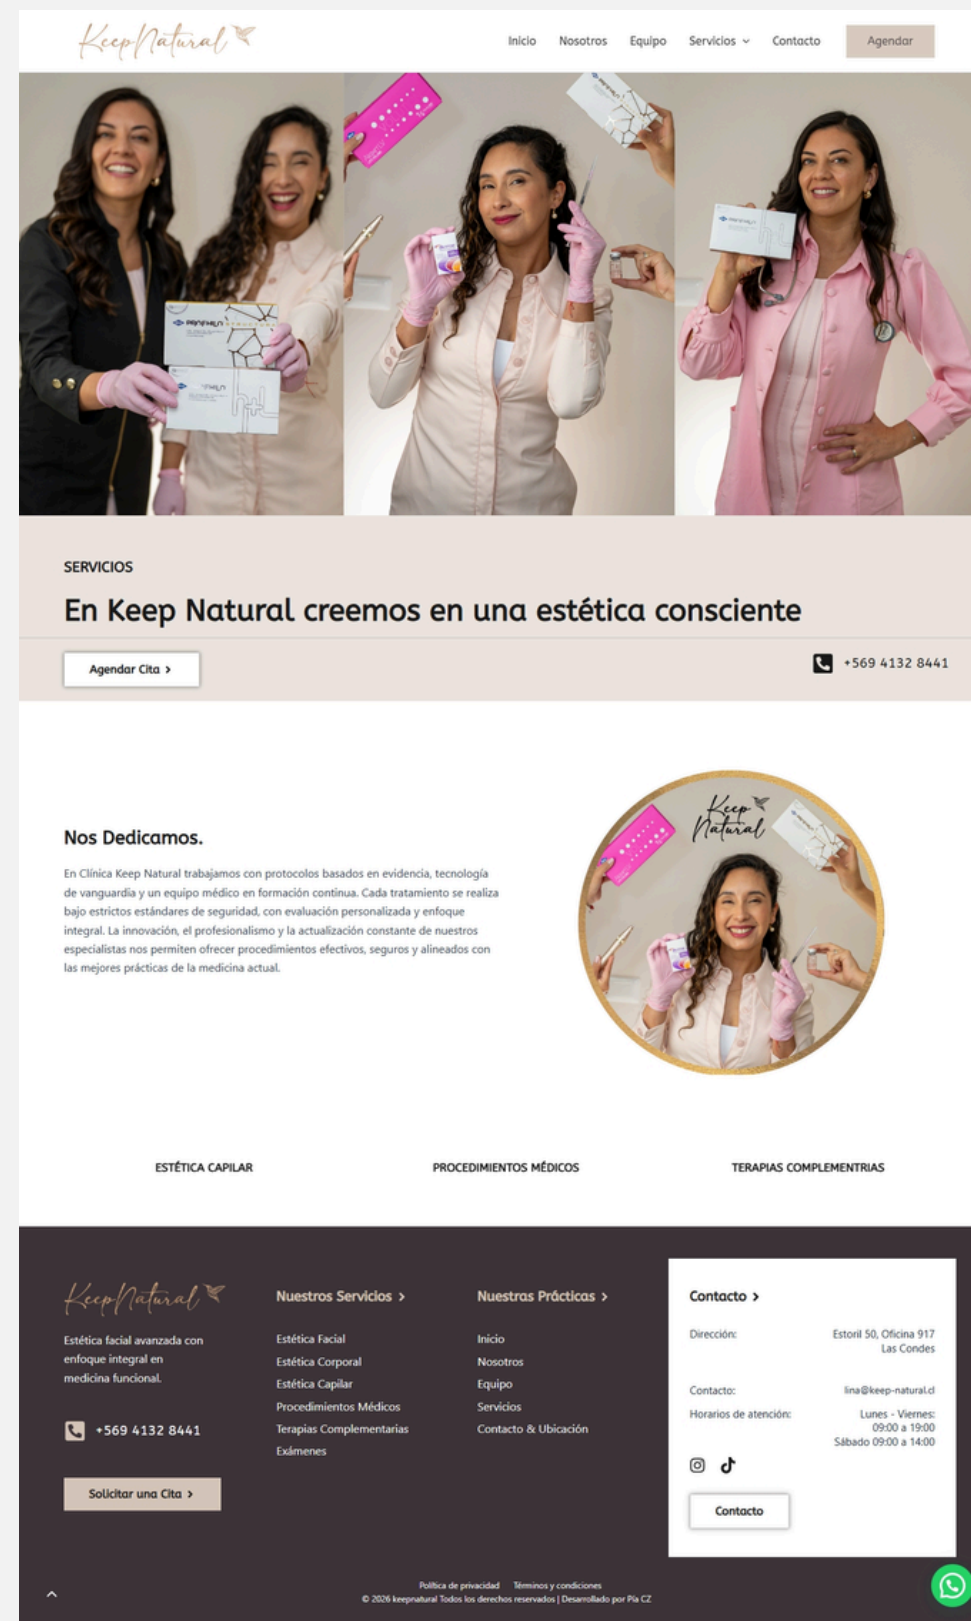 KeepNatural
Inicio Nosotros Equipo Servicios Contacto Agendar
SERVICIOS
En Keep Natural creemos en una estética consciente
Agendar Cita >
+569 4132 8441
Nos Dedicamos.
En Clínica Keep Natural trabajamos con protocolos basados en evidencia, tecnología
de vanguardia y un equipo médico en formación continua. Cada tratamiento se realiza
bajo estrictos estándares de seguridad, con evaluación personalizada y enfoque
integral. La innovación, el profesionalismo y la actualización constante de nuestros
especialistas nos permiten ofrecer procedimientos efectivos, seguros y alineados con
las mejores prácticas de la medicina actual.
Keep
Natural
ESTÉTICA CAPILAR
PROCEDIMIENTOS MÉDICOS
TERAPIAS COMPLEMENTRIAS
KeepNatural
Estética facial avanzada con
enfoque integral en
medicina funcional.
+569 4132 8441
Solicitar una Cita >
Nuestros Servicios >
Estética Facial
Estética Corporal
Estética Capilar
Procedimientos Médicos
Terapias Complementarias
Exámenes
Nuestras Prácticas >
Inicio
Nosotros
Equipo
Servicios
Contacto & Ubicación
Contacto >
Dirección: Estoril 50, Oficina 917
Las Condes
Contacto: lina@keep-natural.cl
Horarios de atención: Lunes - Viernes:
09:00 a 19:00
Sábado 09:00 a 14:00
Contacto
Política de privacidad Términos y condiciones
© 2026 keepnatural Todos los derechos reservados | Desarrollado por Pía CZ